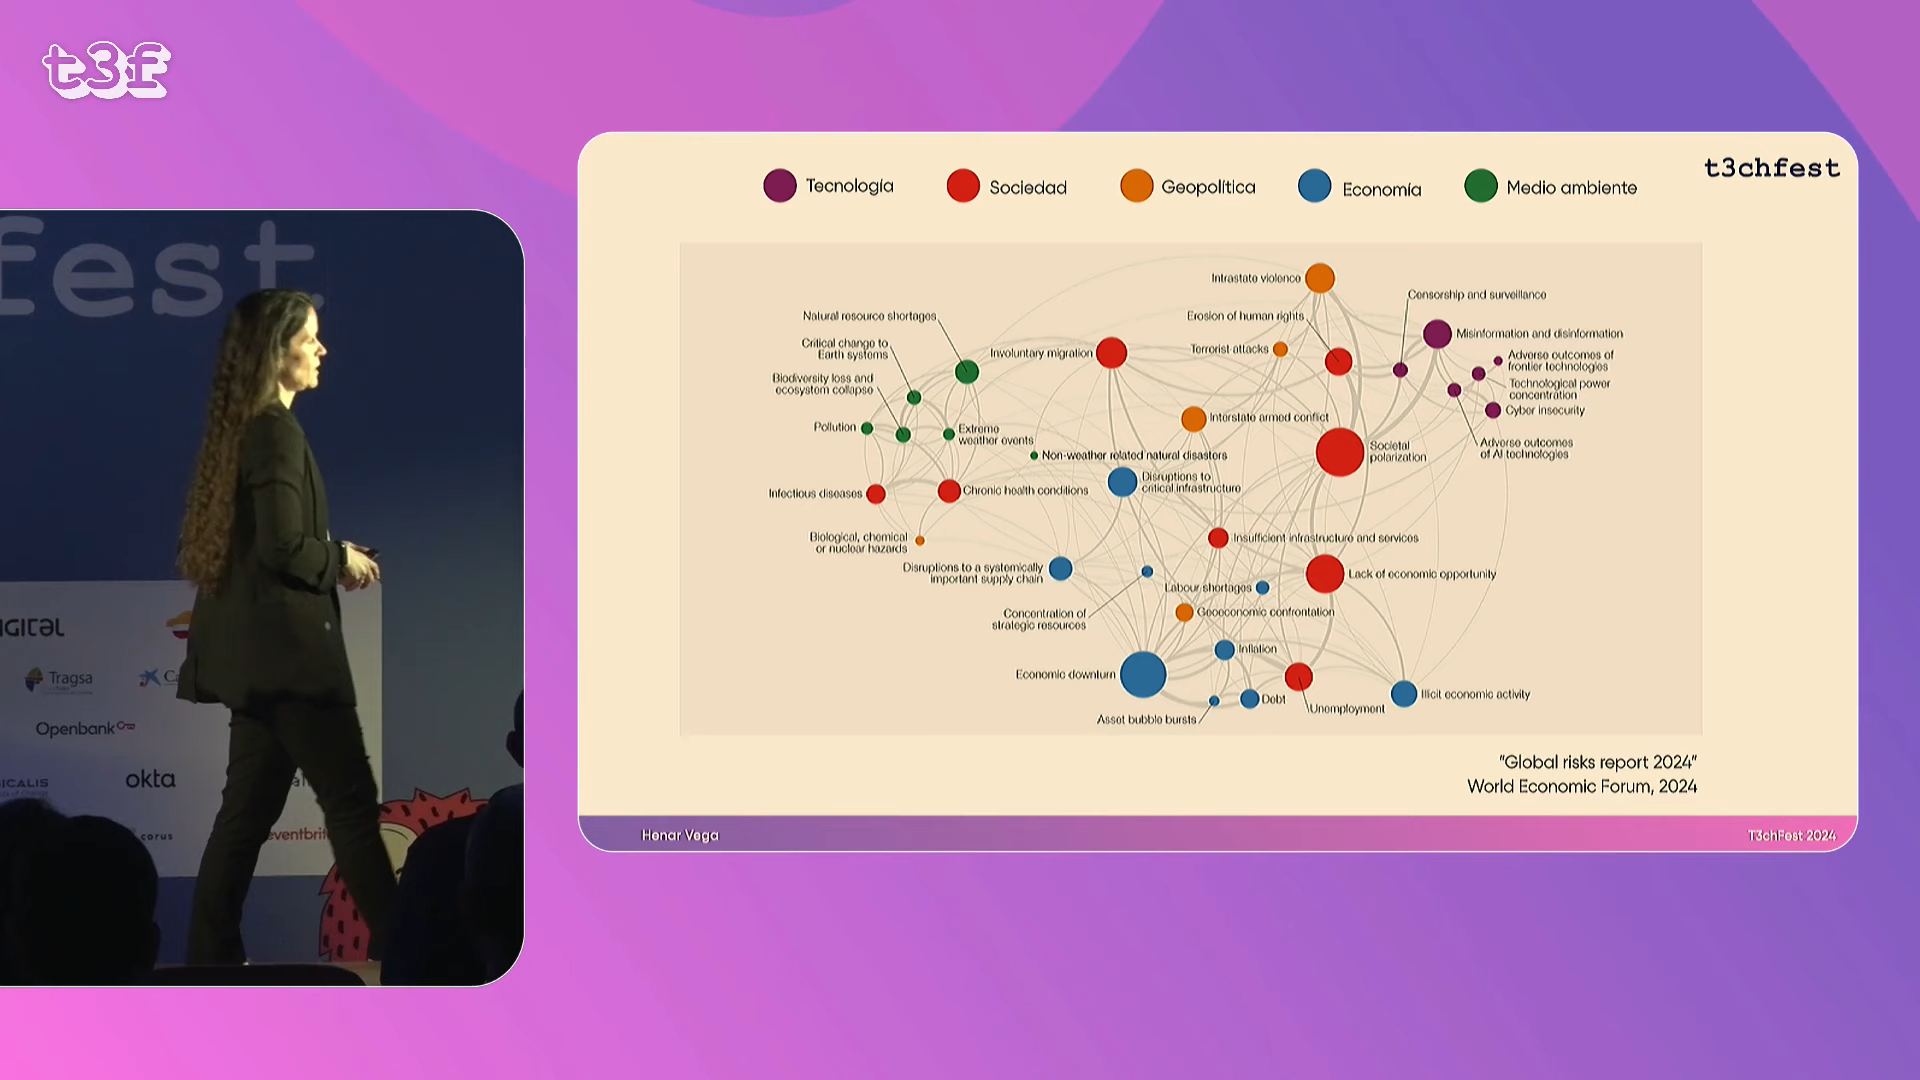 t3f
fest
Tragsa
Openbank
okta
corus
t3chfest
Tecnología
Sociedad
Geopolítica
Economía
Medio ambiente
Intrastate violence
Censorship and surveillance
Natural resource shortages
Erosion of human rights
Misinformation and disinformation
Critical change to
Earth systems
Involuntary migration
Terrorist attacks
Adverse outcomes of
frontier technologies
Biodiversity loss and
ecosystem collapse
Technological power
concentration
Cyber insecurity
Pollution
Extreme
weather events
Interstate armed conflict
Societal
polarization
Adverse outcomes
of AI technologies
Non-weather related natural disasters
Disruptions to
critical infrastructure
Infectious diseases
Chronic health conditions
Biological, chemical
or nuclear hazards
Insufficient infrastructure and services
Disruptions to a systemically
important supply chain
Lack of economic opportunity
Labour shortages
Concentration of
strategic resources
Geoeconomic confrontation
Inflation
Economic downturn
Debt
Unemployment
Illicit economic activity
Asset bubble bursts
"Global risks report 2024"
World Economic Forum, 2024
Henar Vega
T3chFest 2024